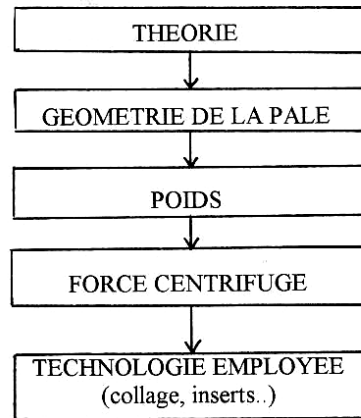 THEORIE
GEOMETRIE DE LA PALE
POIDS
FORCE CENTRIFUGE
TECHNOLOGIE EMPLOYEE
(collage, inserts..)